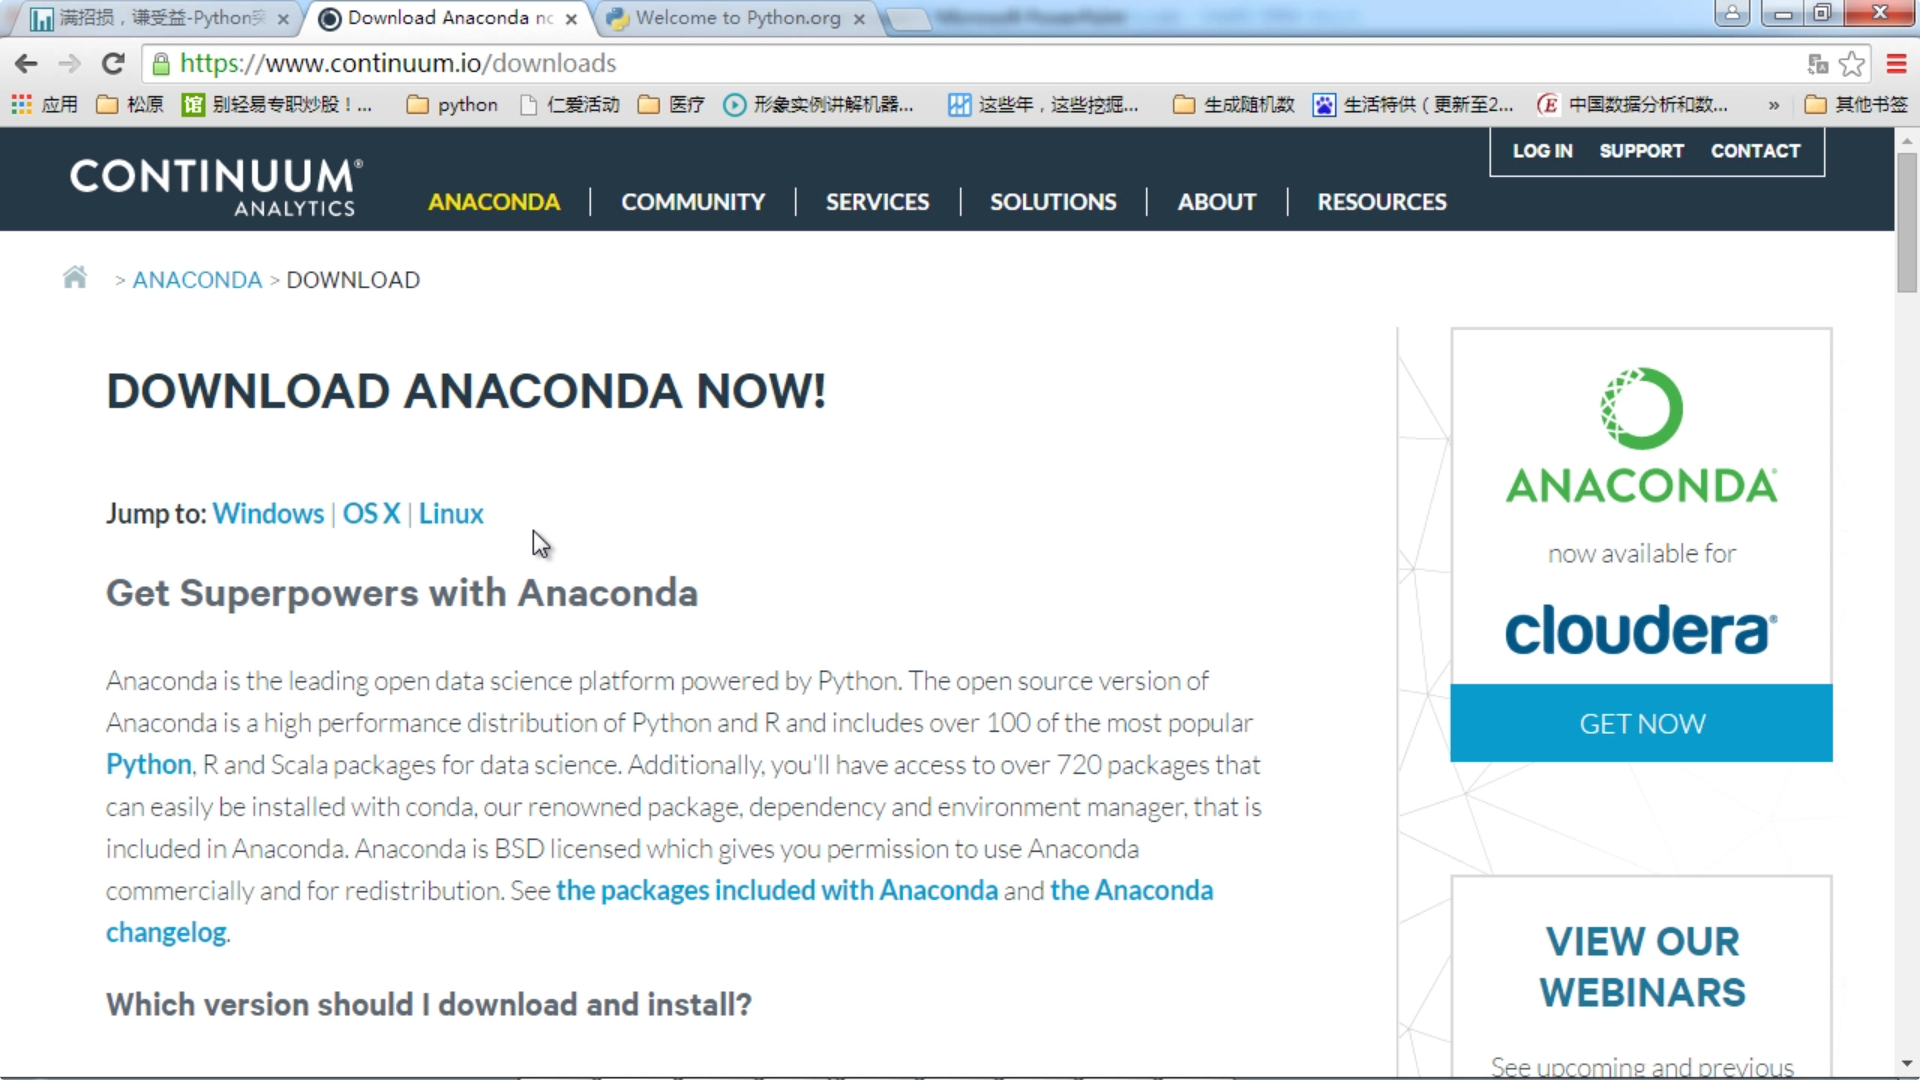 满招损，谦受益-Python
Download Anaconda no
Welcome to Python.org
https://www.continuum.io/downloads
应用 松原 馆 别轻易专职炒股！... python 仁爱活动 医疗 形象实例讲解机器... 这些年，这些挖掘... 生成随机数 生活特供（更新至2... 中国数据分析和数... » 其他书签
LOG IN SUPPORT CONTACT
CONTINUUM®
ANALYTICS
ANACONDA | COMMUNITY | SERVICES | SOLUTIONS | ABOUT | RESOURCES
> ANACONDA > DOWNLOAD
DOWNLOAD ANACONDA NOW!
Jump to: Windows | OS X | Linux
Get Superpowers with Anaconda
Anaconda is the leading open data science platform powered by Python. The open source version of
Anaconda is a high performance distribution of Python and R and includes over 100 of the most popular
Python, R and Scala packages for data science. Additionally, you'll have access to over 720 packages that
can easily be installed with conda, our renowned package, dependency and environment manager, that is
included in Anaconda. Anaconda is BSD licensed which gives you permission to use Anaconda
commercially and for redistribution. See the packages included with Anaconda and the Anaconda
changelog.
Which version should I download and install?
ANACONDA®
now available for
cloudera®
GET NOW
VIEW OUR
WEBINARS
See upcoming and previous